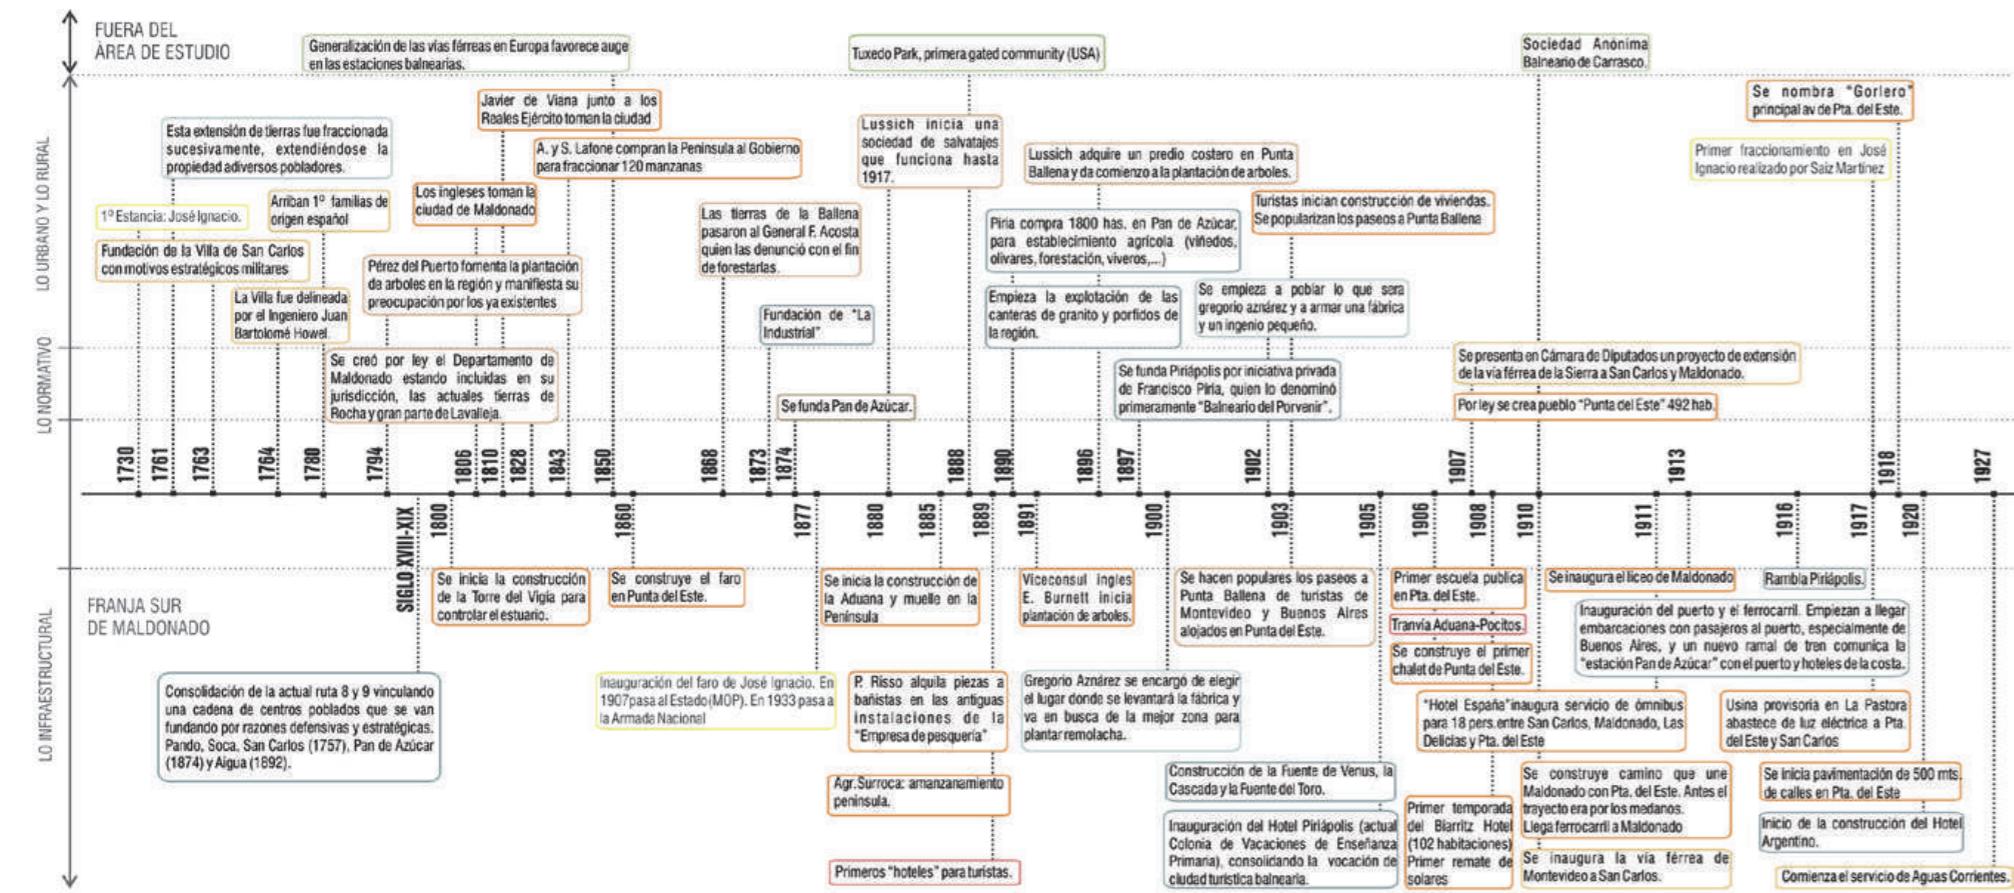 FUERA DEL
ÀREA DE ESTUDIO
Generalización de las vías férreas en Europa favorece auge
en las estaciones balnearias.
Tuxedo Park, primera gated community (USA)
Sociedad Anónima
Balneario de Carrasco.
LO URBANO Y LO RURAL
Esta extensión de tierras fue fraccionada
sucesivamente, extendiéndose la
propiedad adiversos pobladores.
Javier de Viana junto a los
Reales Ejército toman la ciudad
A. y S. Lafone compran la Peninsula al Gobierno
para fraccionar 120 manzanas
Lussich inicia una
sociedad de salvatajes
que funciona hasta
1917.
Lussich adquiere un predio costero en Punta
Ballena y da comienzo a la plantación de arboles.
Se nombra "Gorlero"
principal av de Pta. del Este.
Primer fraccionamiento en José
Ignacio realizado por Saiz Martínez
1º Estancia: José Ignacio.
Arriban 1º familias de
origen español
Los ingleses toman la
ciudad de Maldonado
Las tierras de la Ballena
pasaron al General F. Acosta
quien las denunció con el fin
de forestarlas.
Piria compra 1800 has. en Pan de Azúcar,
para establecimiento agrícola (viñedos,
olivares, forestación, viveros,...)
Turistas inician construcción de viviendas.
Se popularizan los paseos a Punta Ballena
Fundación de la Villa de San Carlos
con motivos estratégicos militares
La Villa fue delineada
por el Ingeniero Juan
Bartolomé Howel.
Pérez del Puerto fomenta la plantación
de arboles en la región y manifiesta su
preocupación por los ya existentes
Fundación de "La
Industrial"
Empieza la explotación de las
canteras de granito y porfidos de
la región.
Se empieza a poblar lo que sera
gregorio aznárez y a armar una fábrica
y un ingenio pequeño.
LO NORMATIVO
Se creó por ley el Departamento de
Maldonado estando incluidas en su
jurisdicción, las actuales tierras de
Rocha y gran parte de Lavalleja.
Se funda Pan de Azúcar.
Se funda Piriápolis por iniciativa privada
de Francisco Piria, quien lo denominó
primeramente "Balneario del Porvenir".
Se presenta en Cámara de Diputados un proyecto de extensión
de la vía férrea de la Sierra a San Carlos y Maldonado.
Por ley se crea pueblo "Punta del Este" 492 hab.
1730
1761
1763
1764
1780
1794
1806
1810
1828
1843
1850
1868
1873
1874
1888
1890
1896
1897
1902
1907
1913
1918
1927
SIGLO XVIII-XIX
1800
1860
1877
1880
1885
1889
1891
1900
1903
1905
1906
1908
1910
1911
1916
1917
1920
LO INFRAESTRUCTURAL
FRANJA SUR
DE MALDONADO
Se inicia la construcción
de la Torre del Vigía para
controlar el estuario.
Se construye el faro
en Punta del Este.
Se inicia la construcción de
la Aduana y muelle en la
Península
Viceconsul ingles
E. Burnett inicia
plantación de arboles.
Se hacen populares los paseos a
Punta Ballena de turistas de
Montevideo y Buenos Aires
alojados en Punta del Este.
Primer escuela publica
en Pta. del Este.
Tranvía Aduana-Pocitos.
Se construye el primer
chalet de Punta del Este.
Se inaugura el liceo de Maldonado
Rambla Piriápolis.
Inauguración del puerto y el ferrocarril. Empiezan a llegar
embarcaciones con pasajeros al puerto, especialmente de
Buenos Aires, y un nuevo ramal de tren comunica la
"estación Pan de Azúcar" con el puerto y hoteles de la costa.
Consolidación de la actual ruta 8 y 9 vinculando
una cadena de centros poblados que se van
fundando por razones defensivas y estratégicas.
Pando, Soca, San Carlos (1757), Pan de Azúcar
(1874) y Aigua (1892).
Inauguración del faro de José Ignacio. En
1907pasa al Estado(MOP). En 1933 pasa a
la Armada Nacional
P. Risso alquila piezas a
bañistas en las antiguas
instalaciones de la
"Empresa de pesquería"
Gregorio Aznárez se encargó de elegir
el lugar donde se levantará la fábrica y
va en busca de la mejor zona para
plantar remolacha.
"Hotel España"inaugura servicio de ómnibus
para 18 pers.entre San Carlos, Maldonado, Las
Delicias y Pta. del Este
Usina provisoria en La Pastora
abastece de luz eléctrica a Pta.
del Este y San Carlos
Agr.Surroca: amanzanamiento
península.
Construcción de la Fuente de Venus, la
Cascada y la Fuente del Toro.
Se construye camino que une
Maldonado con Pta. del Este. Antes el
trayecto era por los medanos.
Llega ferrocarril a Maldonado
Se inicia pavimentación de 500 mts.
de calles en Pta. del Este
Primeros "hoteles" para turistas.
Inauguración del Hotel Piriápolis (actual
Colonia de Vacaciones de Enseñanza
Primaria), consolidando la vocación de
ciudad turística balnearia.
Primer temporada
del Biarritz Hotel
(102 habitaciones)
Primer remate de
solares
Se inaugura la vía férrea de
Montevideo a San Carlos.
Inicio de la construcción del Hotel
Argentino.
Comienza el servicio de Aguas Corrientes.